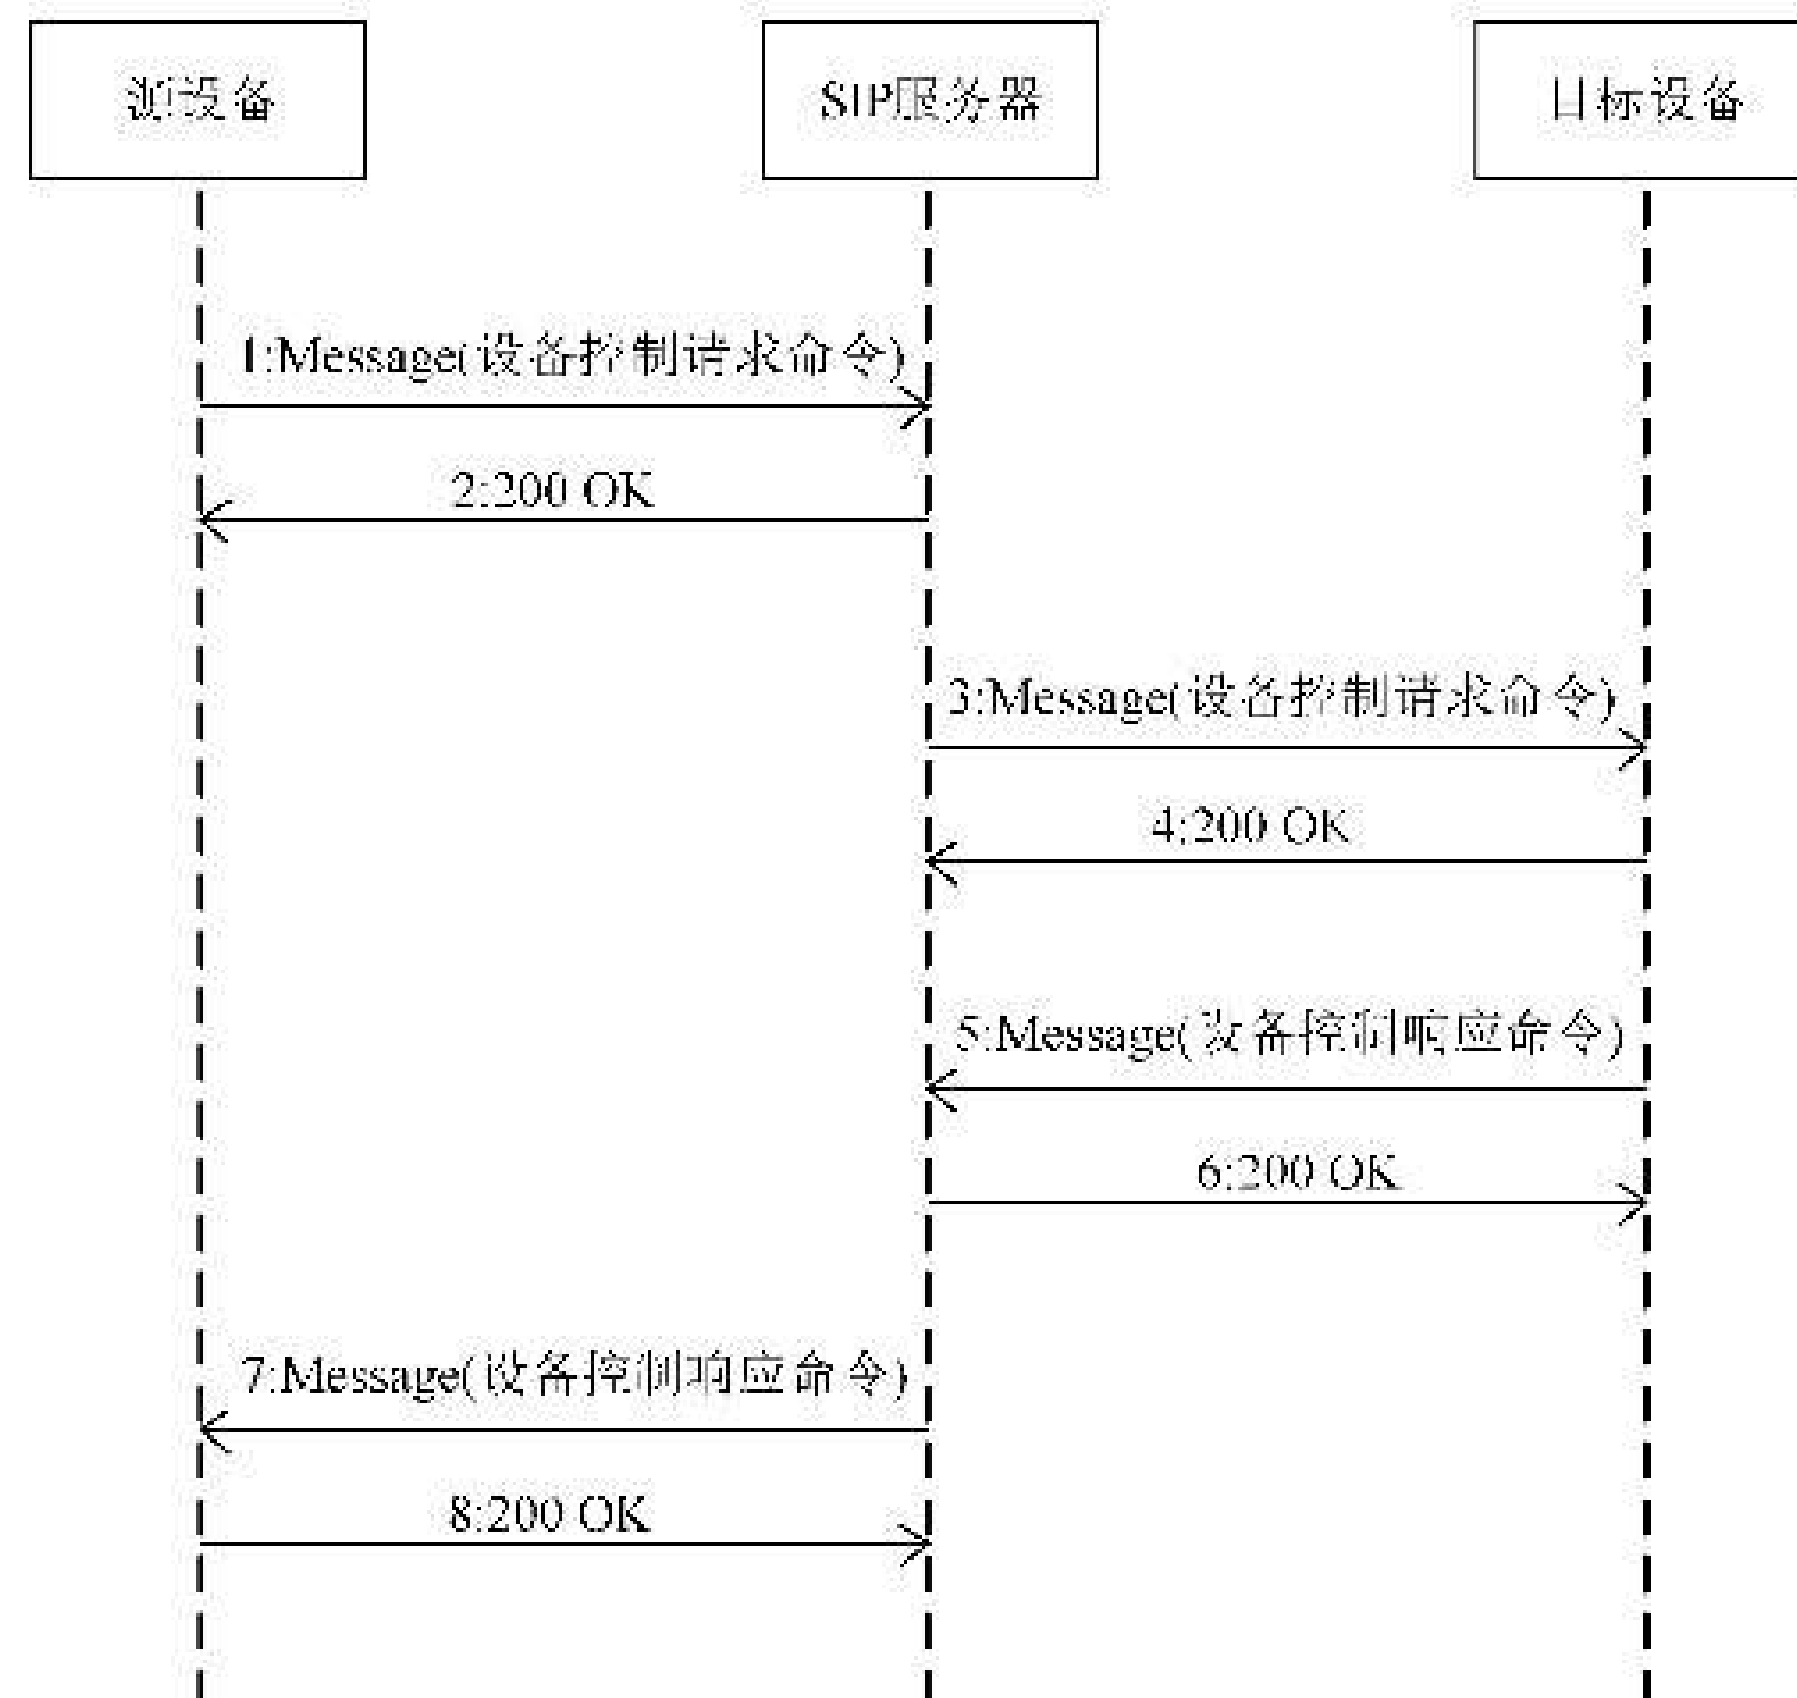 源设备
SIP服务器
目标设备
1:Message(设备控制请求命令)
2:200 OK
3:Message(设备控制请求命令)
4:200 OK
5:Message(设备控制响应命令)
6:200 OK
7:Message(设备控制响应命令)
8:200 OK